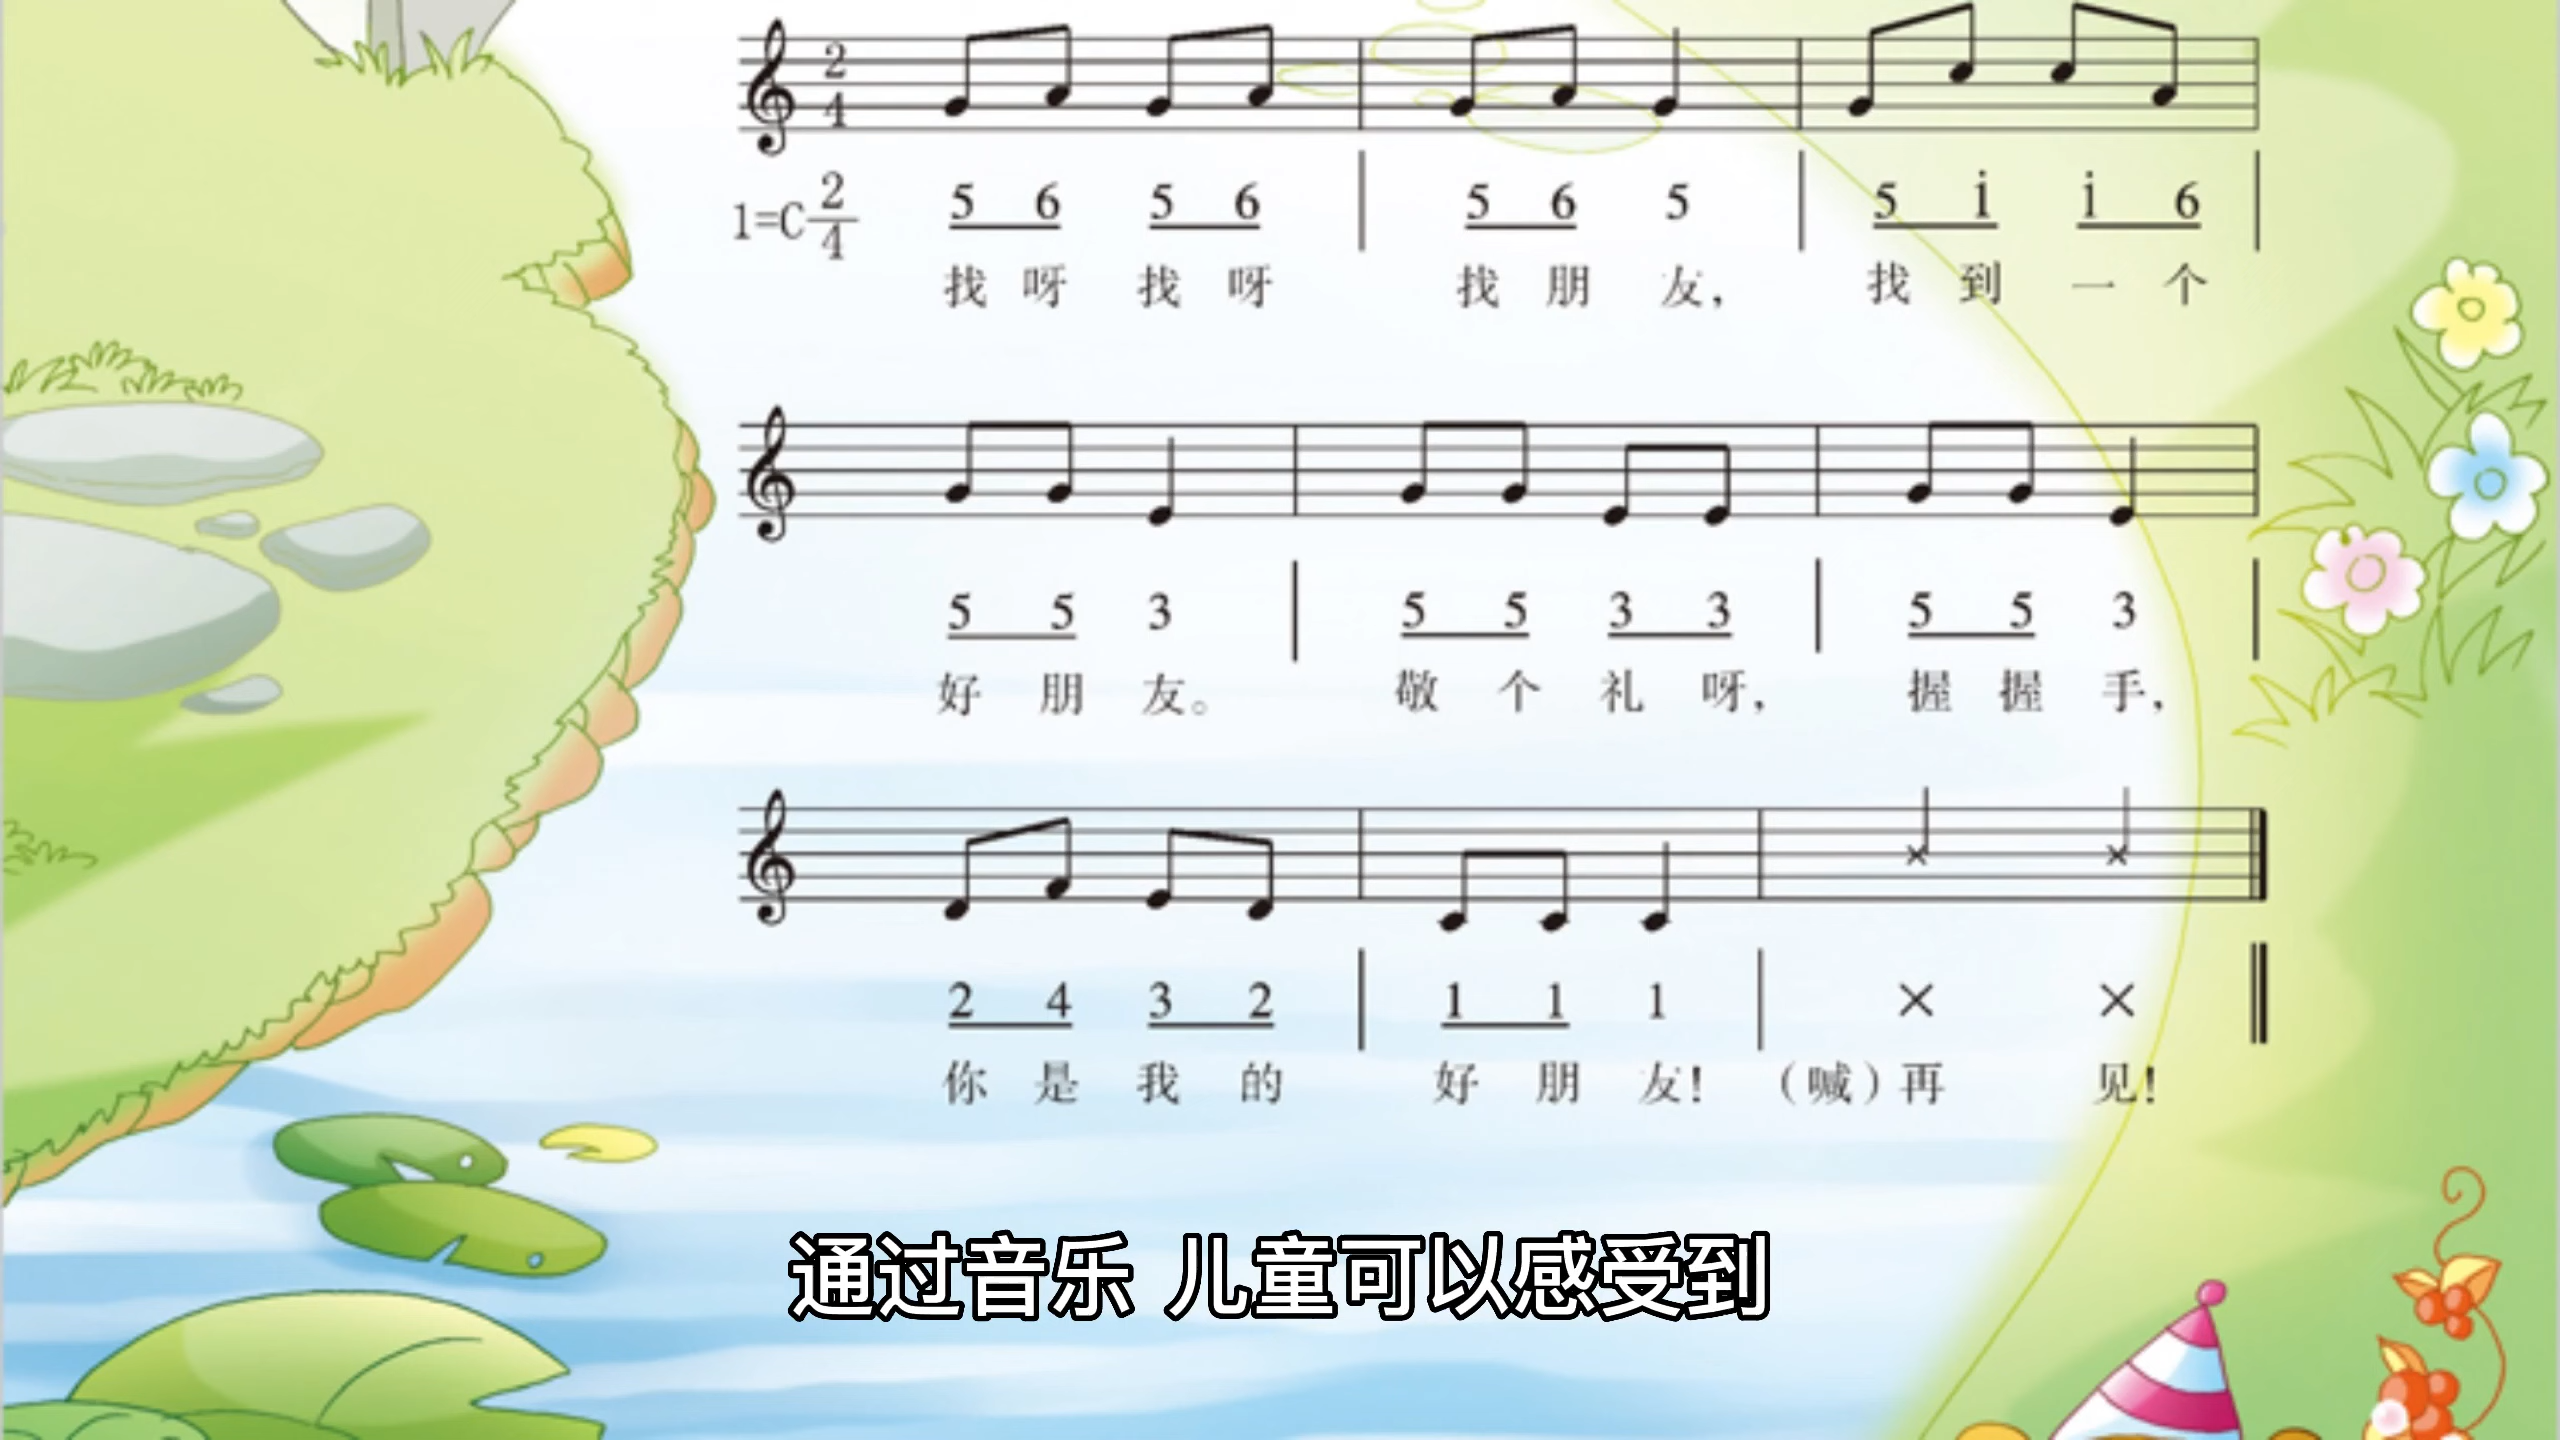 2
4
1=C 2/4 5 6 5 6 | 5 6 5 | 5 i i 6 |
找 呀 找 呀 找 朋 友, 找 到 一 个
5 5 3 | 5 5 3 3 | 5 5 3 |
好 朋 友。 敬 个 礼 呀, 握 握 手,
2 4 3 2 | 1 1 1 | × × ‖
你 是 我 的 好 朋 友! (喊) 再 见!
通过音乐 儿童可以感受到